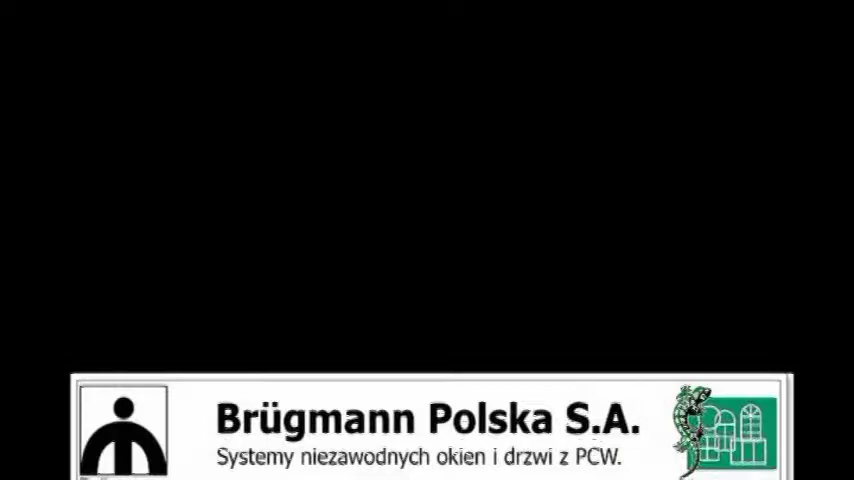 Brügmann Polska S.A.
Systemy niezawodnych okien i drzwi z PCW.